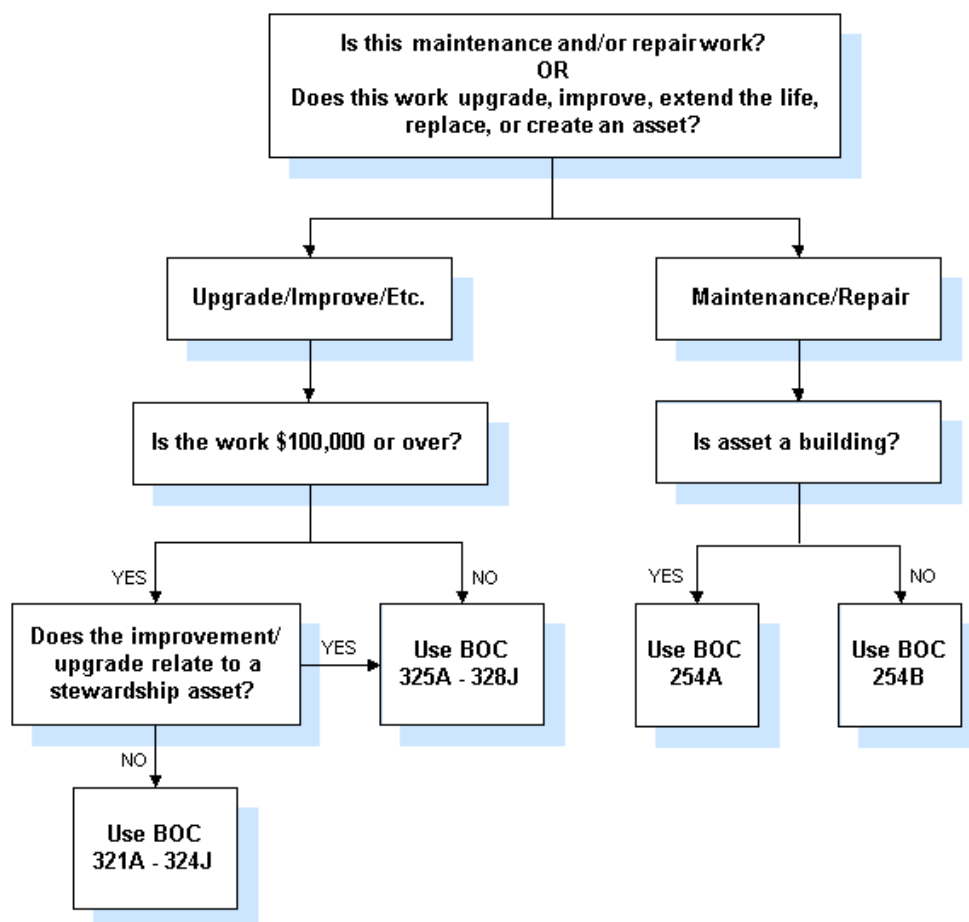 Is this maintenance and/or repair work?
OR
Does this work upgrade, improve, extend the life,
replace, or create an asset?
Upgrade/Improve/Etc.
Maintenance/Repair
Is the work $100,000 or over?
Is asset a building?
YES
NO
YES
NO
Does the improvement/
upgrade relate to a
stewardship asset?
YES
Use BOC
325A - 328J
Use BOC
254A
Use BOC
254B
NO
Use BOC
321A - 324J